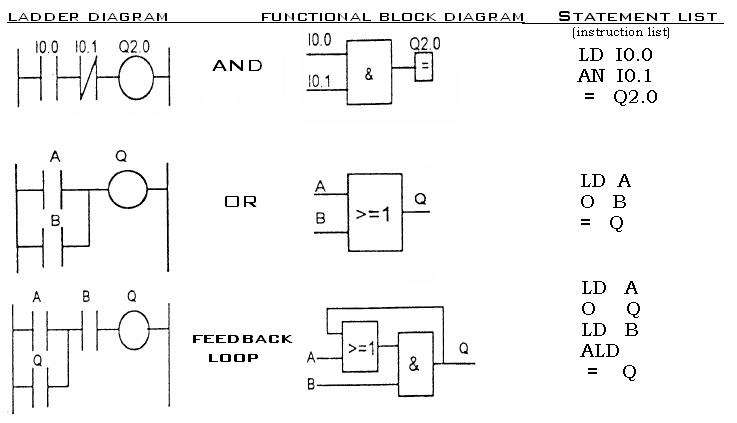 LADDER DIAGRAM
FUNCTIONAL BLOCK DIAGRAM
STATEMENT LIST
(instruction list)
I0.0 I0.1 Q2.0
AND
I0.0
I0.1
&
Q2.0
=
LD I0.0
AN I0.1
= Q2.0
A
Q
B
OR
A
B
>=1
Q
LD A
O B
= Q
A B Q
Q
FEEDBACK
LOOP
>=1
A
B
&
Q
LD A
O Q
LD B
ALD
= Q